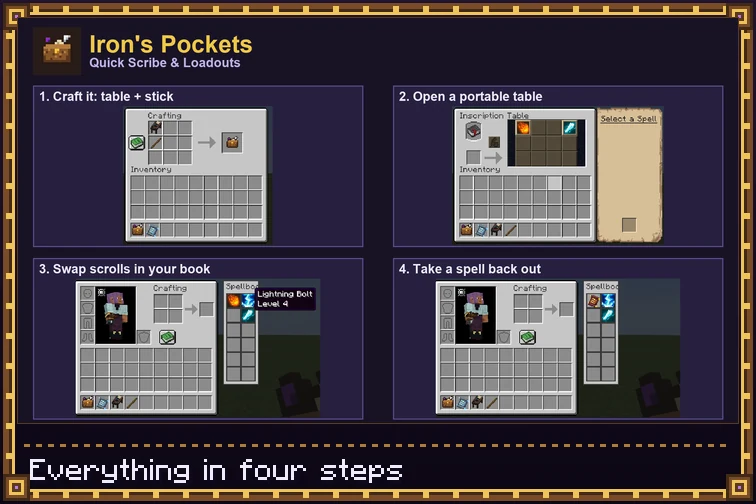 Iron's Pockets
Quick Scribe & Loadouts
1. Craft it: table + stick
Crafting
Inventory
2. Open a portable table
Inscription Table
Select a Spell
Inventory
3. Swap scrolls in your book
Crafting
Spellboo
Lightning Bolt
Level 4
4. Take a spell back out
Crafting
Spellboo
Everything in four steps